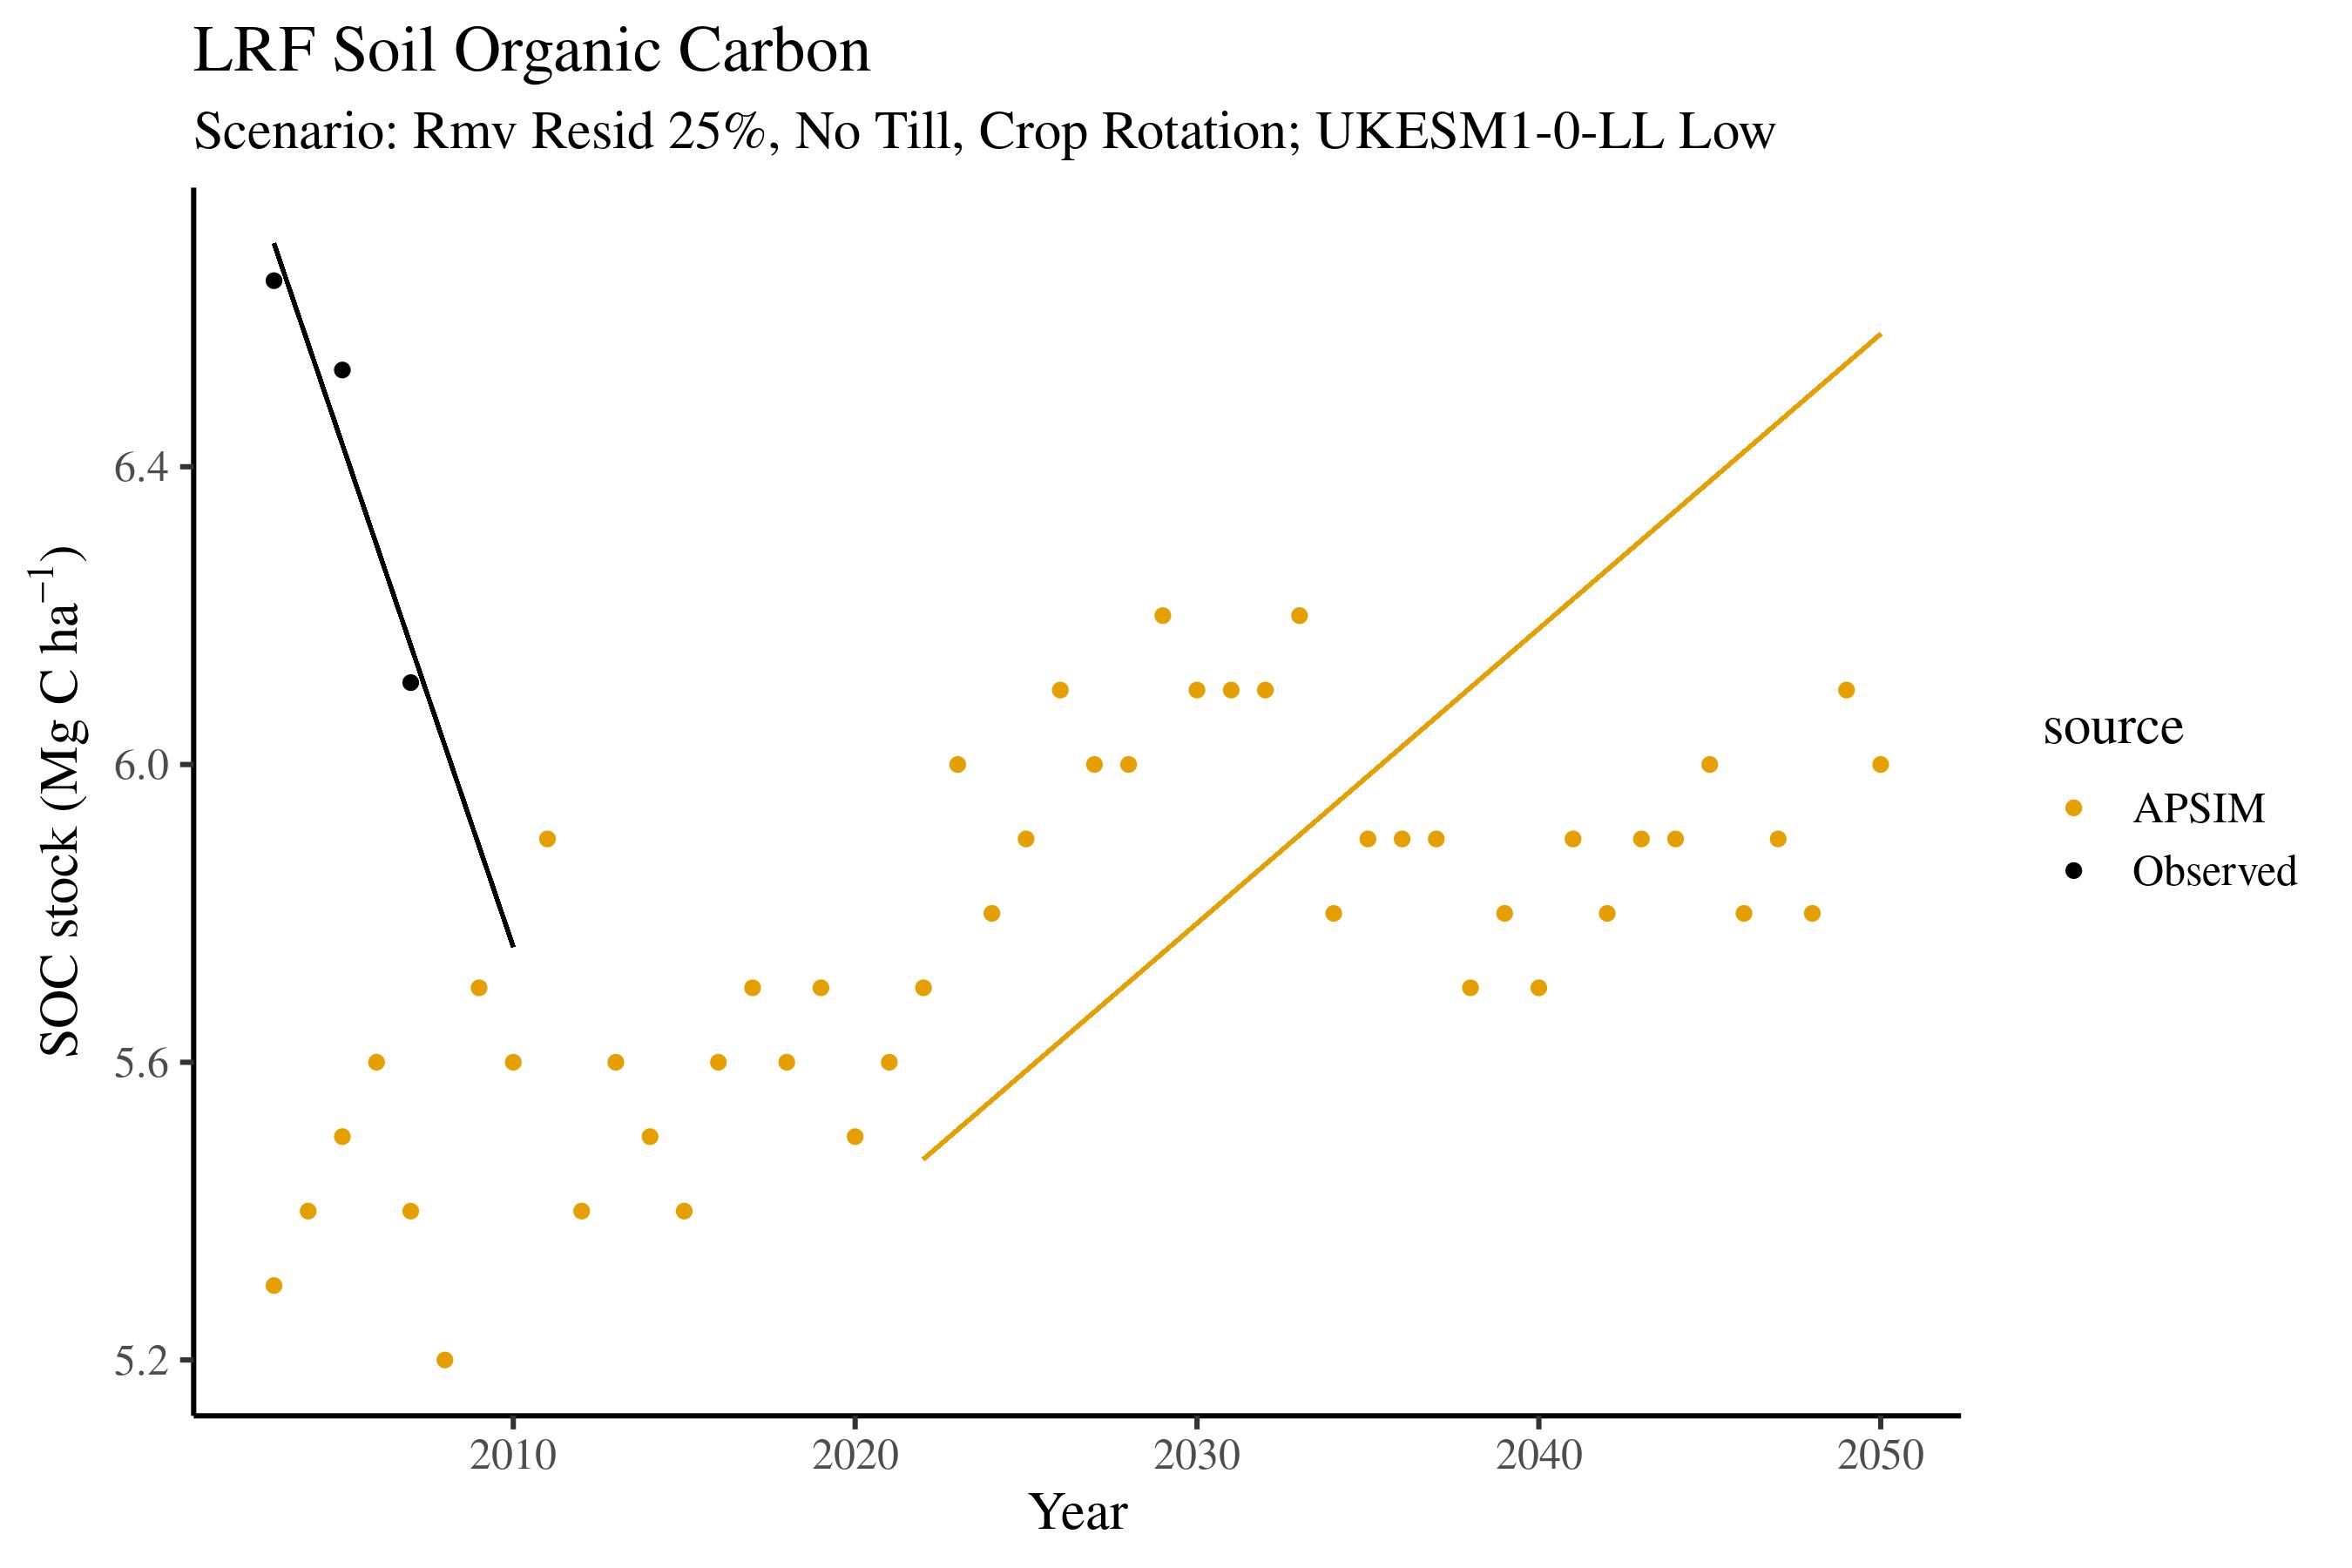 LRF Soil Organic Carbon
Scenario: Rmv Resid 25%, No Till, Crop Rotation; UKESM1-0-LL Low
SOC stock (Mg C ha⁻¹)
6.4
6.0
5.6
5.2
2010 2020 2030 2040 2050
Year
source
APSIM
Observed